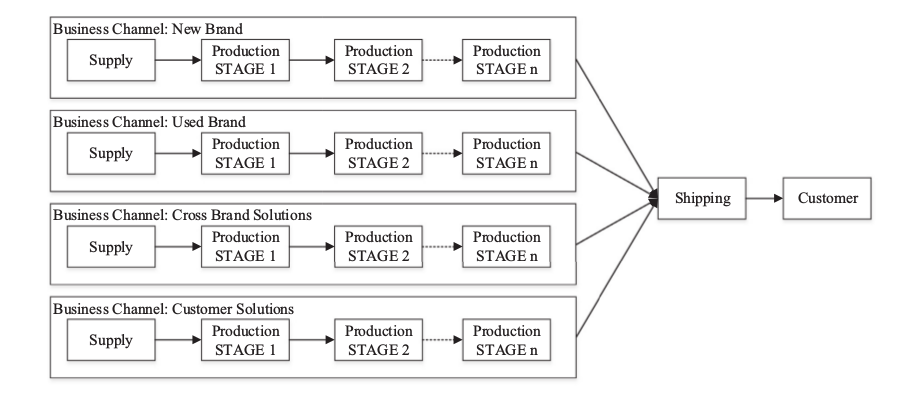 Business Channel: New Brand
Supply
Production
STAGE 1
Production
STAGE 2
Production
STAGE n
Business Channel: Used Brand
Supply
Production
STAGE 1
Production
STAGE 2
Production
STAGE n
Business Channel: Cross Brand Solutions
Supply
Production
STAGE 1
Production
STAGE 2
Production
STAGE n
Business Channel: Customer Solutions
Supply
Production
STAGE 1
Production
STAGE 2
Production
STAGE n
Shipping
Customer